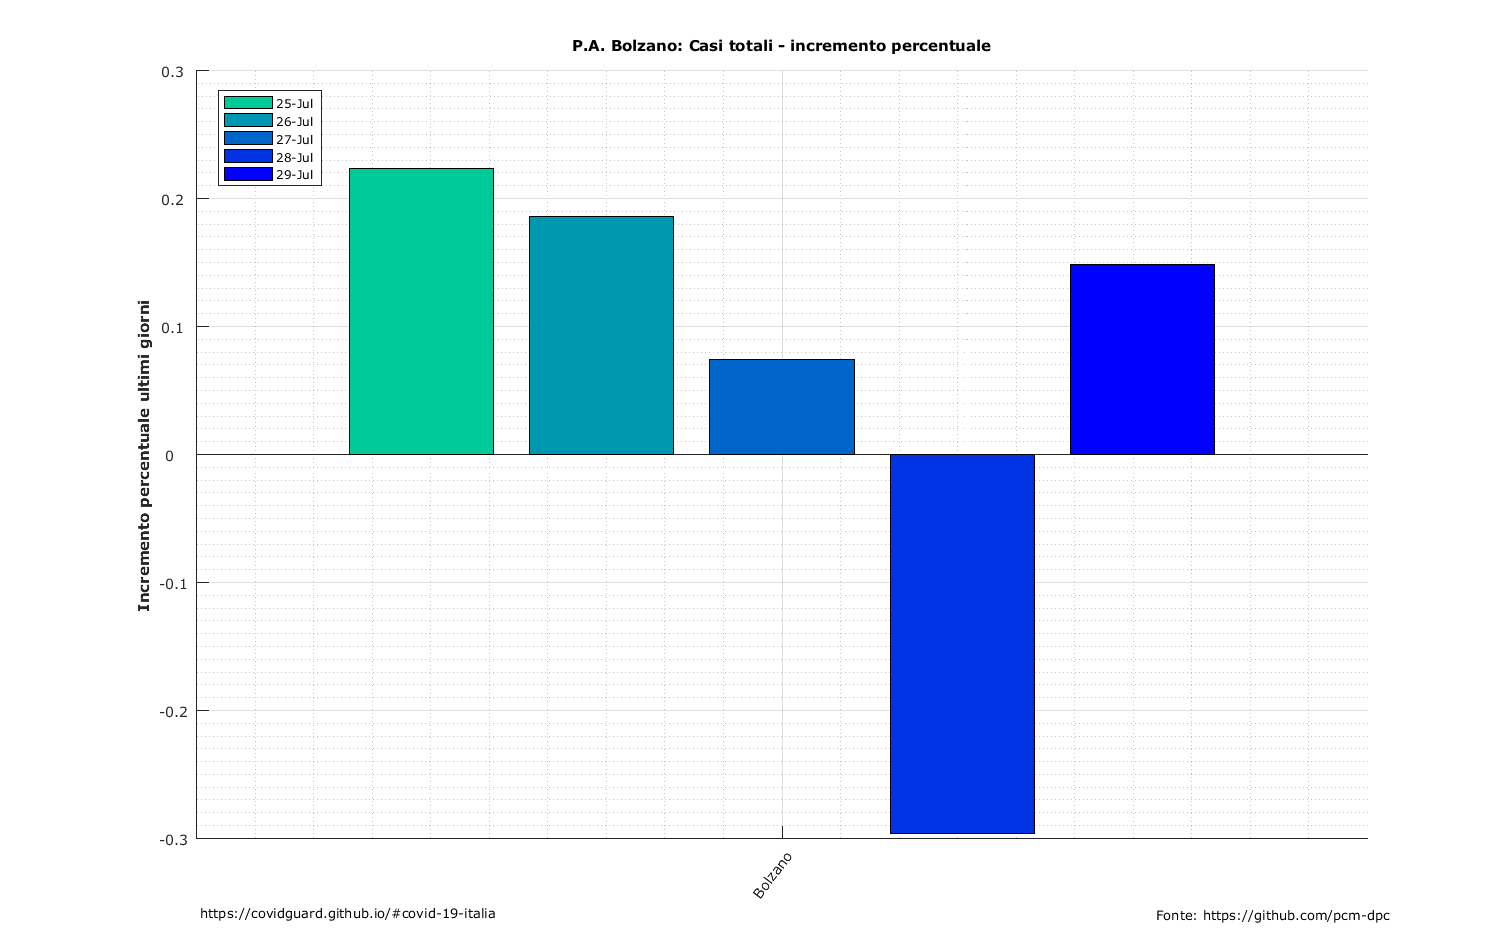 P.A. Bolzano: Casi totali - incremento percentuale
Incremento percentuale ultimi giorni
0.3
0.2
0.1
0
-0.1
-0.2
-0.3
25-Jul
26-Jul
27-Jul
28-Jul
29-Jul
Bolzano
https://covidguard.github.io/#covid-19-italia
Fonte: https://github.com/pcm-dpc